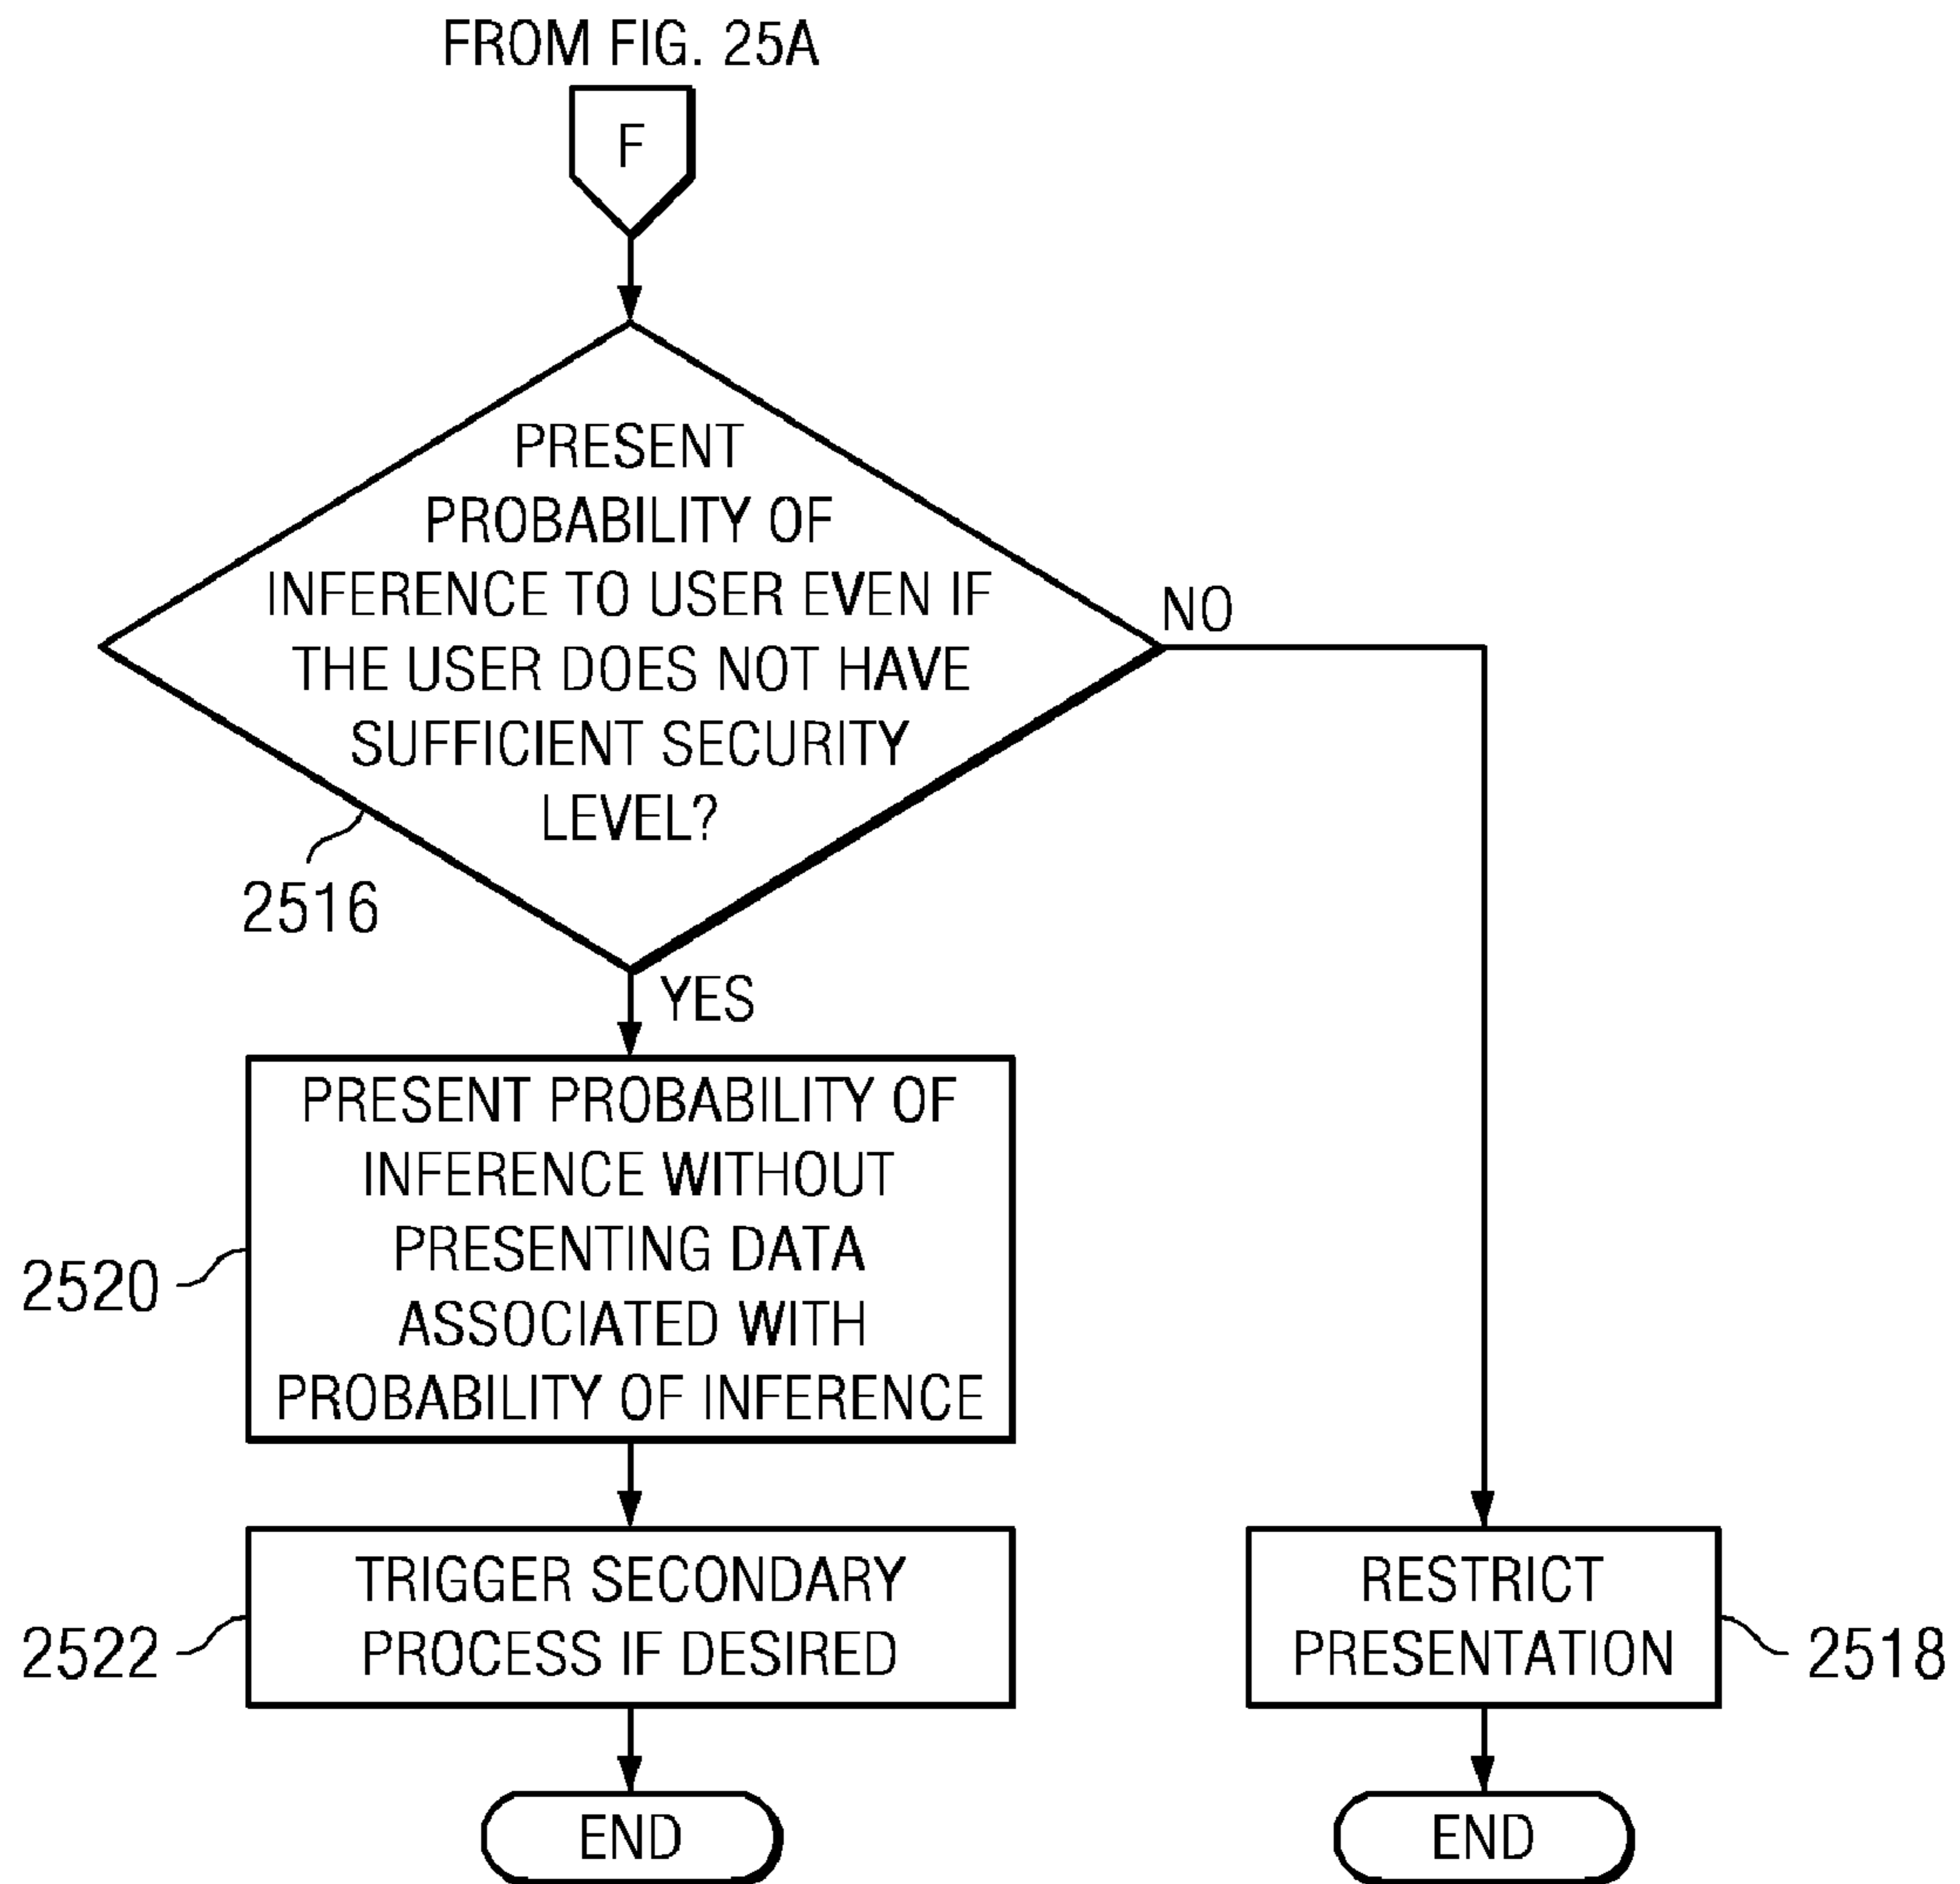 FROM FIG. 25A
F
PRESENT
PROBABILITY OF
INFERENCE TO USER EVEN IF
THE USER DOES NOT HAVE
SUFFICIENT SECURITY
LEVEL?
NO
2516
YES
PRESENT PROBABILITY OF
INFERENCE WITHOUT
PRESENTING DATA
ASSOCIATED WITH
PROBABILITY OF INFERENCE
2520
TRIGGER SECONDARY
PROCESS IF DESIRED
2522
RESTRICT
PRESENTATION
2518
END
END